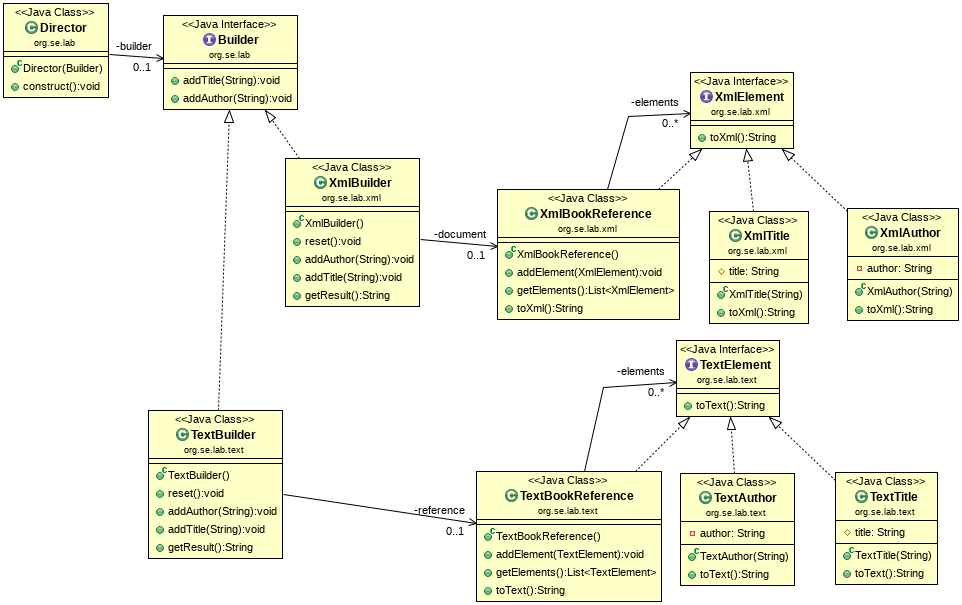 <<Java Class>>
Director
org.se.lab
Director(Builder)
construct():void
-builder
0..1
<<Java Interface>>
Builder
org.se.lab
addTitle(String):void
addAuthor(String):void
<<Java Class>>
XmlBuilder
org.se.lab.xml
XmlBuilder()
reset():void
addAuthor(String):void
addTitle(String):void
getResult():String
-document
0..1
<<Java Class>>
XmlBookReference
org.se.lab.xml
XmlBookReference()
addElement(XmlElement):void
getElements():List<XmlElement>
toXml():String
-elements
0..*
<<Java Interface>>
XmlElement
org.se.lab.xml
toXml():String
<<Java Class>>
XmlTitle
org.se.lab.xml
title: String
XmlTitle(String)
toXml():String
<<Java Class>>
XmlAuthor
org.se.lab.xml
author: String
XmlAuthor(String)
toXml():String
<<Java Class>>
TextBuilder
org.se.lab.text
TextBuilder()
reset():void
addAuthor(String):void
addTitle(String):void
getResult():String
-reference
0..1
<<Java Class>>
TextBookReference
org.se.lab.text
TextBookReference()
addElement(TextElement):void
getElements():List<TextElement>
toText():String
-elements
0..*
<<Java Interface>>
TextElement
org.se.lab.text
toText():String
<<Java Class>>
TextAuthor
org.se.lab.text
author: String
TextAuthor(String)
toText():String
<<Java Class>>
TextTitle
org.se.lab.text
title: String
TextTitle(String)
toText():String